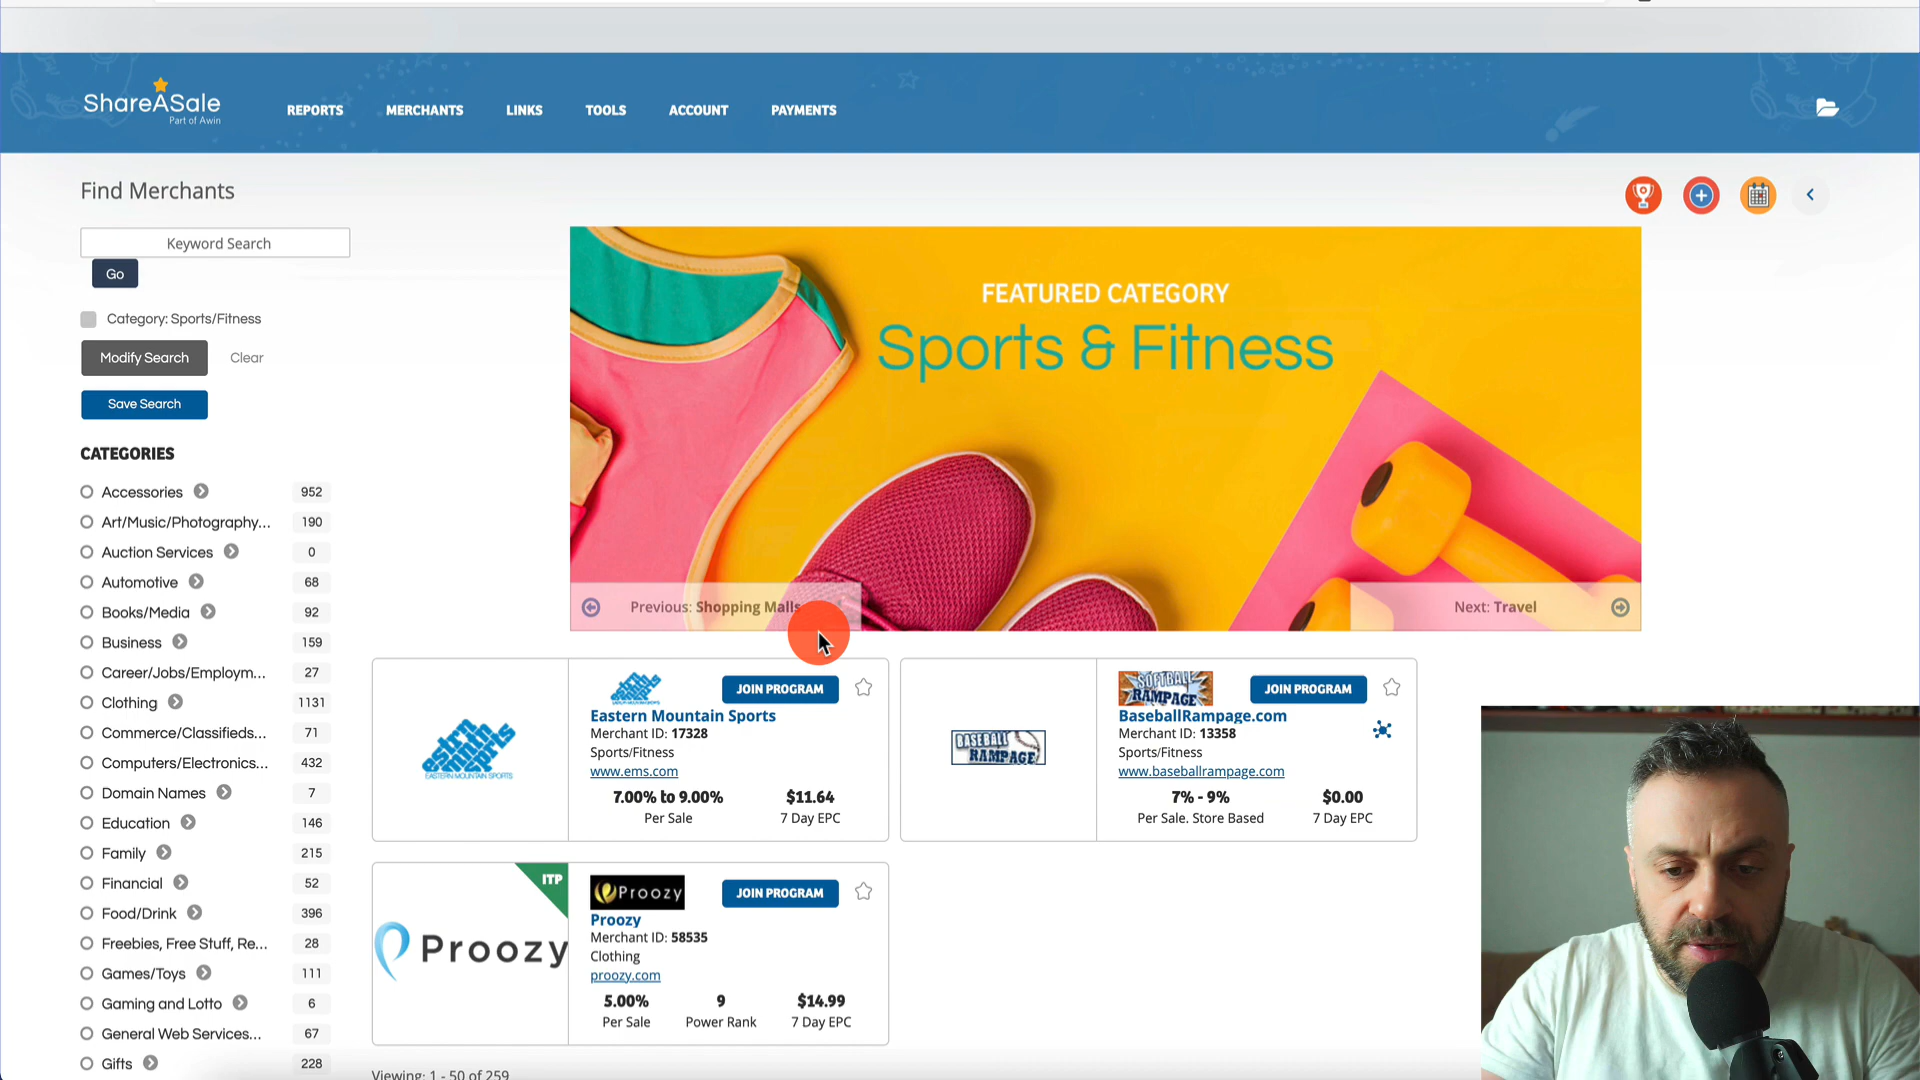 ShareASale
Part of Awin
REPORTS
MERCHANTS
LINKS
TOOLS
ACCOUNT
PAYMENTS
Find Merchants
Keyword Search
Go
Category: Sports/Fitness
Modify Search
Clear
Save Search
CATEGORIES
Accessories 952
Art/Music/Photography... 190
Auction Services 0
Automotive 68
Books/Media 92
Business 159
Career/Jobs/Employm... 27
Clothing 1131
Commerce/Classifieds... 71
Computers/Electronics... 432
Domain Names 7
Education 146
Family 215
Financial 52
Food/Drink 396
Freebies, Free Stuff, Re... 28
Games/Toys 111
Gaming and Lotto 6
General Web Services... 67
Gifts 228
FEATURED CATEGORY
Sports & Fitness
Previous: Shopping Malls
Next: Travel
EASTERN MOUNTAIN SPORTS
JOIN PROGRAM
Eastern Mountain Sports
Merchant ID: 17328
Sports/Fitness
www.ems.com
7.00% to 9.00% $11.64
Per Sale 7 Day EPC
BASEBALL
RAMPAGE
SOFTBALL
RAMPAGE
JOIN PROGRAM
BaseballRampage.com
Merchant ID: 13358
Sports/Fitness
www.baseballrampage.com
7% - 9% $0.00
Per Sale. Store Based 7 Day EPC
ITP
Proozy
Proozy
JOIN PROGRAM
Proozy
Merchant ID: 58535
Clothing
proozy.com
5.00% 9 $14.99
Per Sale Power Rank 7 Day EPC
Viewing: 1 - 50 of 259